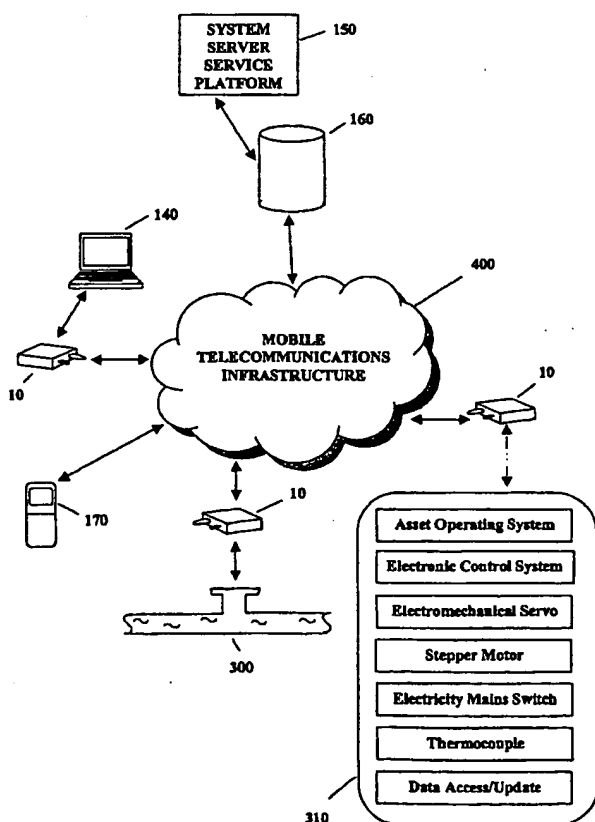 SYSTEM
SERVER
SERVICE
PLATFORM
150
160
140
400
MOBILE
TELECOMMUNICATIONS
INFRASTRUCTURE
10
10
170
10
300
Asset Operating System
Electronic Control System
Electromechanical Servo
Stepper Motor
Electricity Mains Switch
Thermocouple
Data Access/Update
310